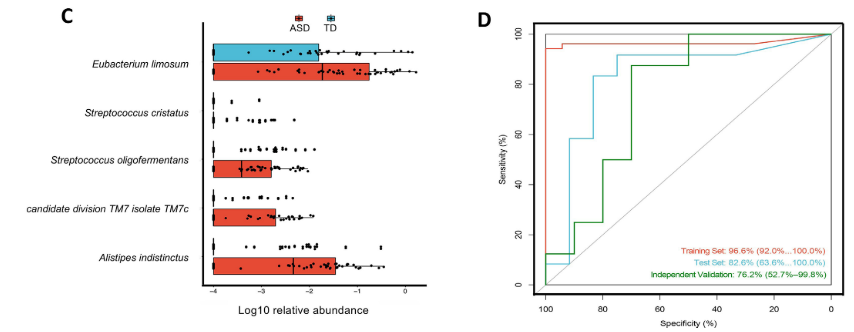 C
ASD TD
Eubacterium limosum
Streptococcus cristatus
Streptococcus oligofermentans
candidate division TM7 isolate TM7c
Alistipes indistinctus
−4 −3 −2 −1 0
Log10 relative abundance
D
100
80
60
40
20
0
Sensitivity (%)
Training Set: 96.6% (92.0%...100.0%)
Test Set: 82.6% (63.6%...100.0%)
Independent Validation: 76.2% (52.7%–99.8%)
100 80 60 40 20 0
Specificity (%)